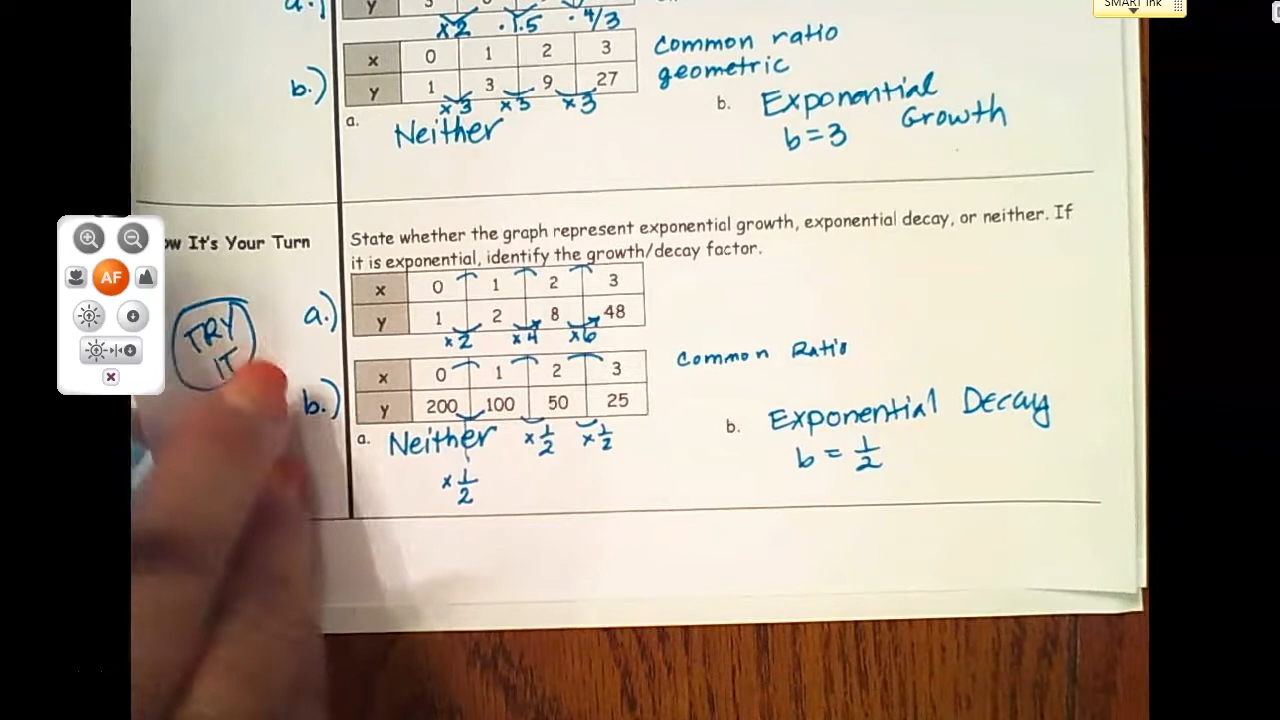 SMART Ink
a.)
y 3
x2 ·1.5 ·4/3
b.)
x 0 1 2 3
y 1 3 9 27
x3 x3 x3
Common ratio
geometric
a.
Neither
b. Exponential
Growth
b=3
ow It's Your Turn
State whether the graph represent exponential growth, exponential decay, or neither. If
it is exponential, identify the growth/decay factor.
TRY
IT
a.)
x 0 1 2 3
y 1 2 8 48
x2 x4 x6
b.)
x 0 1 2 3
y 200 100 50 25
Common Ratio
a. Neither x 1/2 x 1/2
x 1/2
b. Exponential Decay
b = 1/2
AF